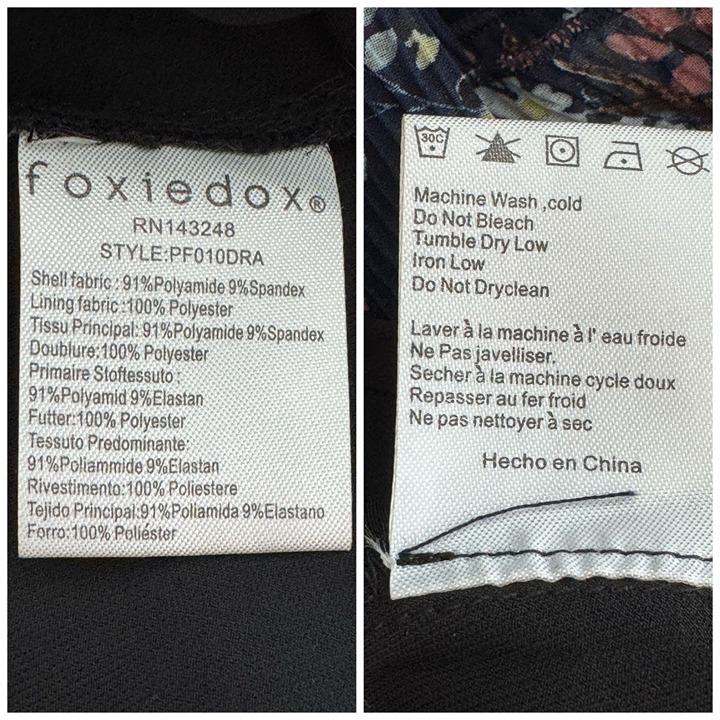 foxiedox®
RN143248
STYLE:PF010DRA
Shell fabric : 91%Polyamide 9%Spandex
Lining fabric :100% Polyester
Tissu Principal: 91%Polyamide 9%Spandex
Doublure:100% Polyester
Primaire Stoftessuto :
91%Polyamid 9%Elastan
Futter:100% Polyester
Tessuto Predominante:
91%Poliammide 9%Elastan
Rivestimento:100% Poliestere
Tejido Principal:91%Poliamida 9%Elastano
Forro:100% Poliéster
30C
Machine Wash ,cold
Do Not Bleach
Tumble Dry Low
Iron Low
Do Not Dryclean
Laver à la machine à l' eau froide
Ne Pas javelliser.
Secher à la machine cycle doux
Repasser au fer froid
Ne pas nettoyer à sec
Hecho en China